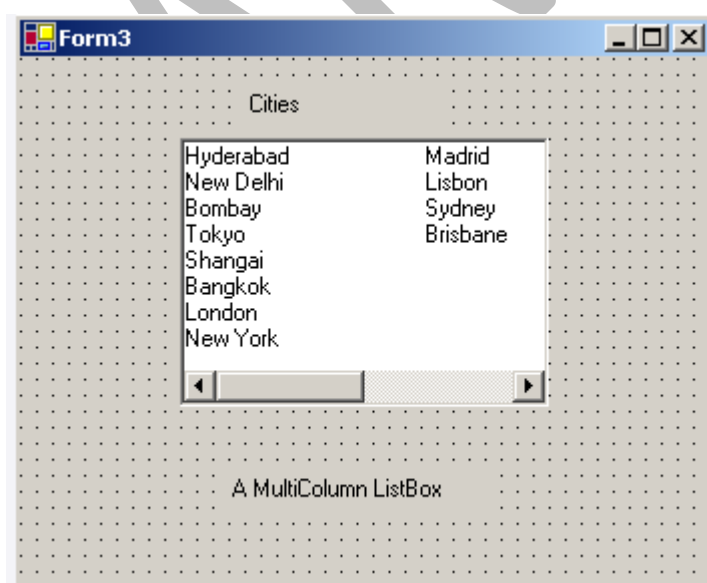 Form3
Cities
Hyderabad
New Delhi
Bombay
Tokyo
Shangai
Bangkok
London
New York
Madrid
Lisbon
Sydney
Brisbane
A MultiColumn ListBox